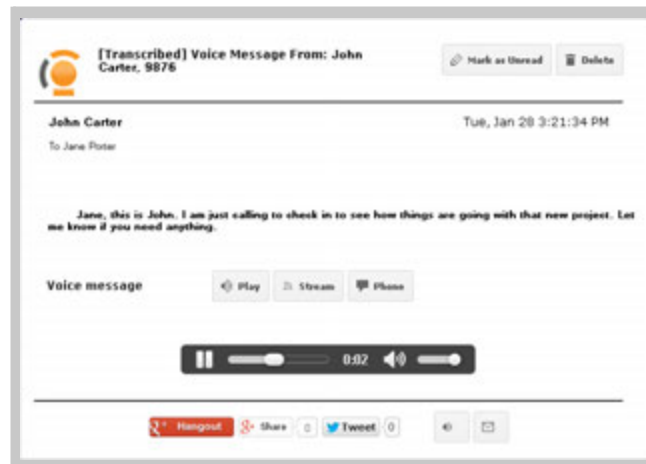 [Transcribed] Voice Message From: John
Carter, 9876
Mark as Unread
Delete
John Carter
Tue, Jan 28 3:21:34 PM
To Jane Porter
Jane, this is John. I am just calling to check in to see how things are going with that new project. Let
me know if you need anything.
Voice message
Play
Stream
Phone
0:02
Hangout
Share
0
Tweet
0